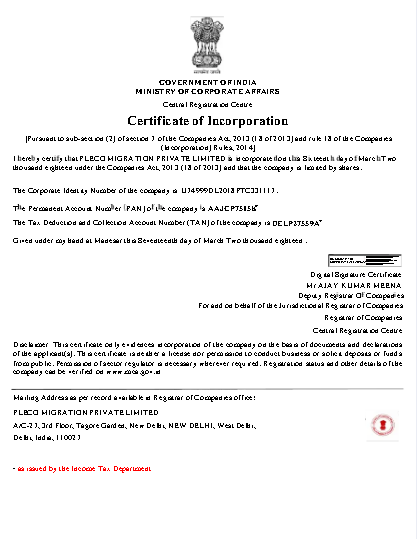 GOVERNMENT OF INDIA
MINISTRY OF CORPORATE AFFAIRS
Central Registration Centre
Certificate of Incorporation
[Pursuant to sub-section (2) of section 7 of the Companies Act, 2013 (18 of 2013) and rule 18 of the Companies
(Incorporation) Rules, 2014]
I hereby certify that PLECO MIGRATION PRIVATE LIMITED is incorporated on this Sixteenth day of March Two
thousand eighteen under the Companies Act, 2013 (18 of 2013) and that the company is limited by shares.
The Corporate Identity Number of the company is U74999DL2018PTC331117.
The Permanent Account Number (PAN) of the company is AAJCP7585B*
The Tax Deduction and Collection Account Number (TAN) of the company is DELP27559A*
Given under my hand at Manesar this Seventeenth day of March Two thousand eighteen .
Digital Signature Certificate
Mr AJAY KUMAR MEENA
Deputy Registrar Of Companies
For and on behalf of the Jurisdictional Registrar of Companies
Registrar of Companies
Central Registration Centre
Disclaimer: This certificate only evidences incorporation of the company on the basis of documents and declarations
of the applicant(s). This certificate is neither a license nor permission to conduct business or solicit deposits or funds
from public. Permission of sector regulator is necessary wherever required. Registration status and other details of the
company can be verified on www.mca.gov.in
Mailing Address as per record available in Registrar of Companies office:
PLECO MIGRATION PRIVATE LIMITED
A/C-27, 3rd Floor, Tagore Garden, New Delhi, NEW DELHI, West Delhi,
Delhi, India, 110027
* as issued by the Income Tax Department